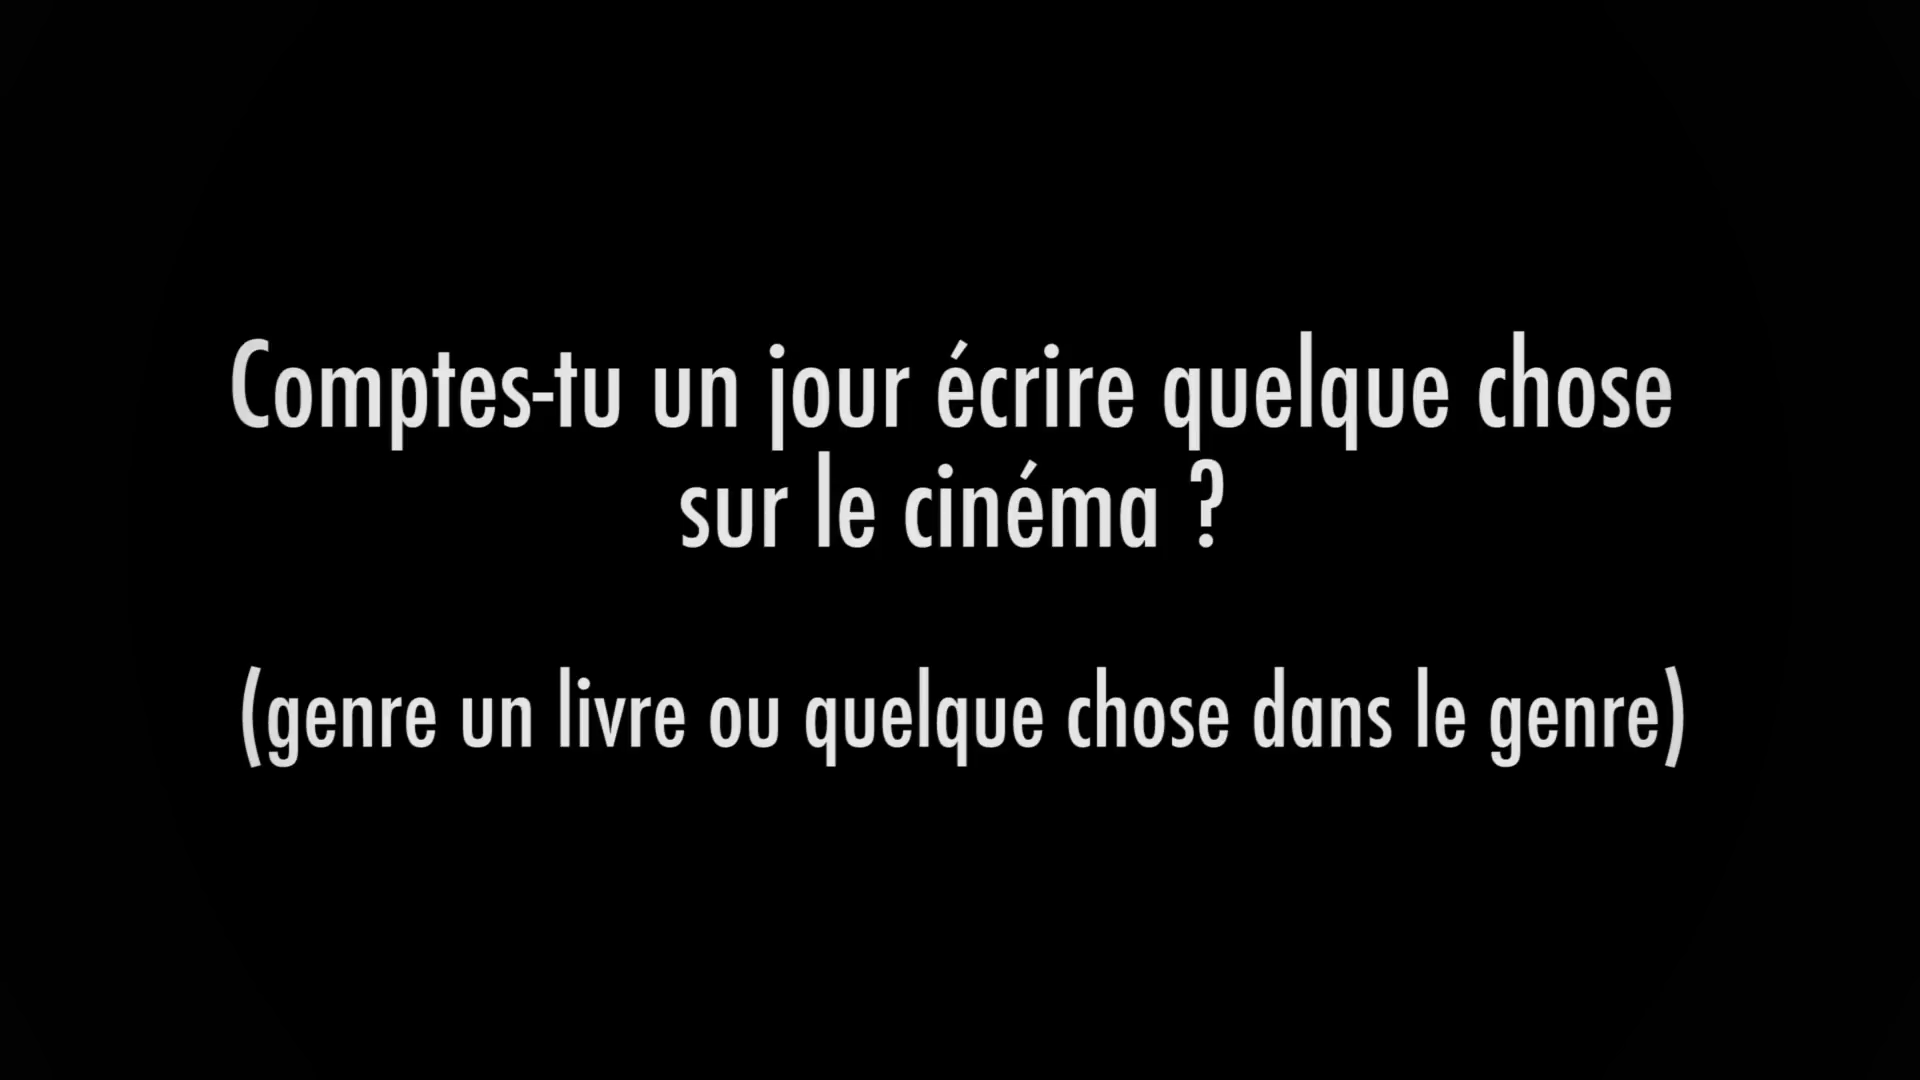 Comptes-tu un jour écrire quelque chose
sur le cinéma ?
(genre un livre ou quelque chose dans le genre)